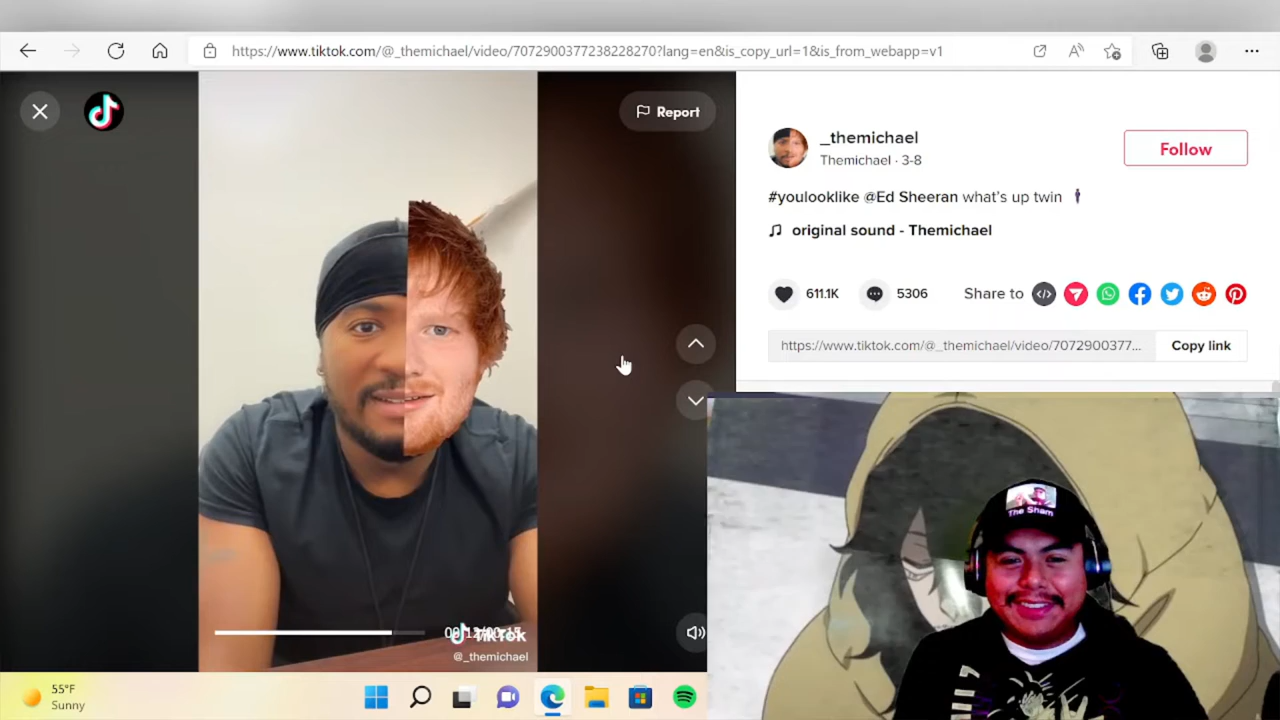 https://www.tiktok.com/@_themichael/video/7072900377238228270?lang=en&is_copy_url=1&is_from_webapp=v1
Report
_themichael
Themichael · 3-8
Follow
#youlooklike @Ed Sheeran what's up twin
original sound - Themichael
611.1K
5306
Share to
https://www.tiktok.com/@_themichael/video/7072900377...
Copy link
The Sham
TikTok
@_themichael
55°F
Sunny